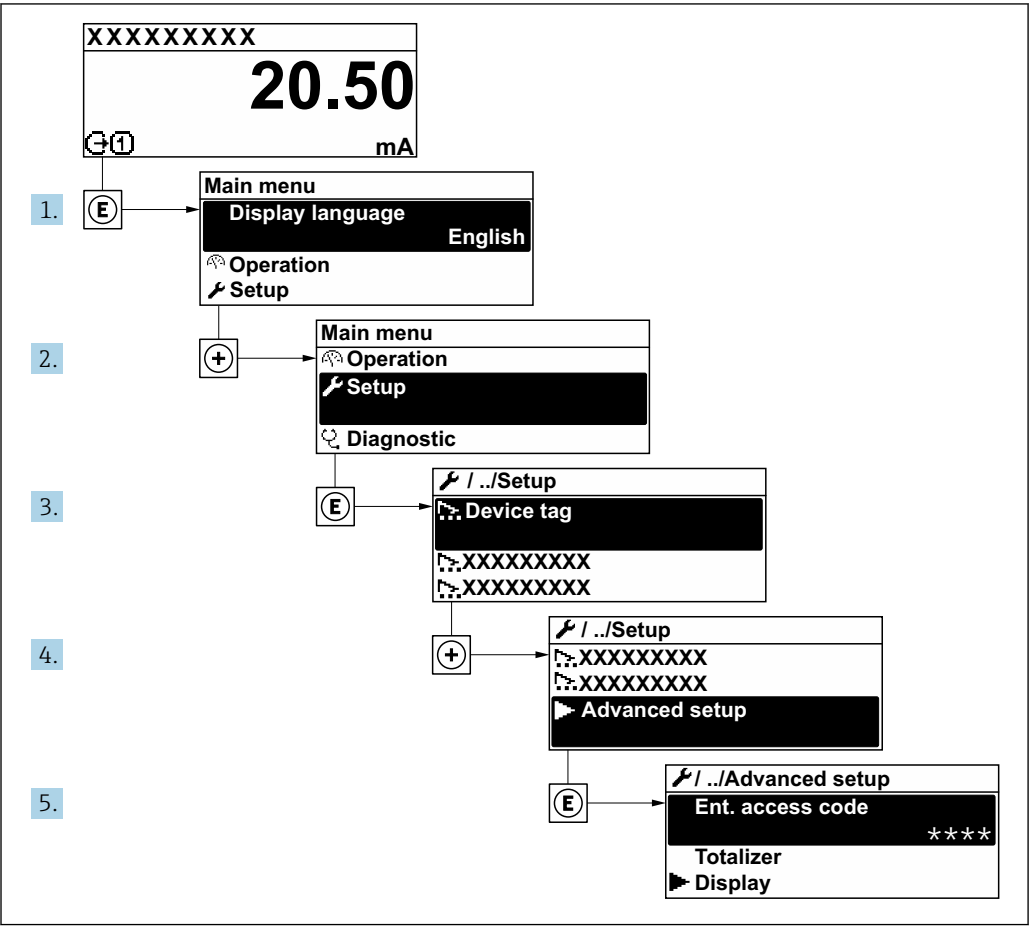 XXXXXXXXX
20.50
1
mA
1.
E
Main menu
Display language
English
Operation
Setup
2.
+
Main menu
Operation
Setup
Diagnostic
3.
E
/ ../Setup
Device tag
XXXXXXXXX
XXXXXXXXX
4.
+
/ ../Setup
XXXXXXXXX
XXXXXXXXX
Advanced setup
5.
E
/ ../Advanced setup
Ent. access code
****
Totalizer
Display